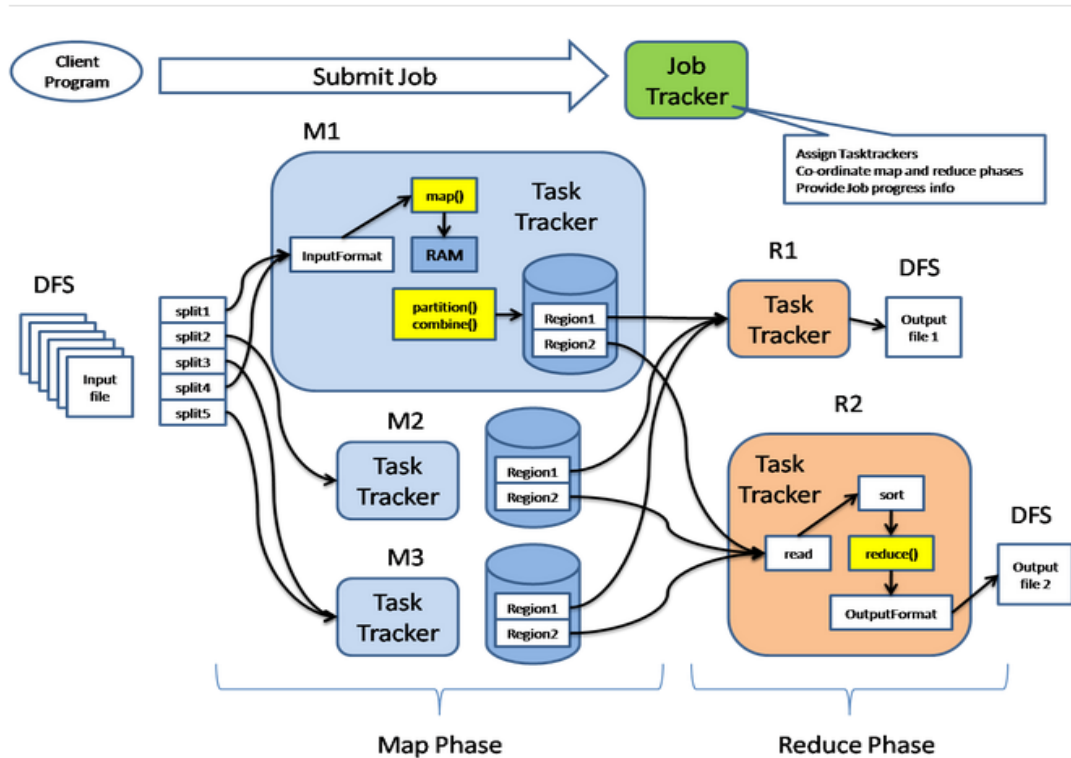 Client
Program
Submit Job
Job
Tracker
Assign Tasktrackers
Co-ordinate map and reduce phases
Provide Job progress info
M1
Task
Tracker
map()
InputFormat
RAM
partition()
combine()
Region1
Region2
DFS
Input
file
split1
split2
split3
split4
split5
M2
Task
Tracker
Region1
Region2
M3
Task
Tracker
Region1
Region2
R1
Task
Tracker
DFS
Output
file 1
R2
Task
Tracker
sort
read
reduce()
OutputFormat
DFS
Output
file 2
Map Phase
Reduce Phase